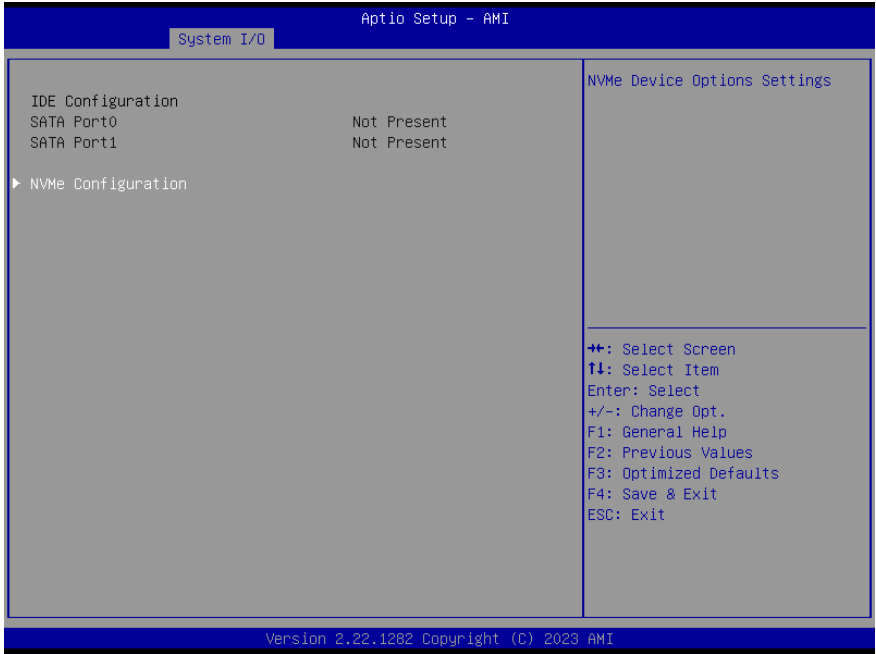 Aptio Setup – AMI
System I/O
IDE Configuration
SATA Port0 Not Present
SATA Port1 Not Present
▶ NVMe Configuration
NVMe Device Options Settings
→←: Select Screen
↑↓: Select Item
Enter: Select
+/-: Change Opt.
F1: General Help
F2: Previous Values
F3: Optimized Defaults
F4: Save & Exit
ESC: Exit
Version 2.22.1282 Copyright (C) 2023 AMI